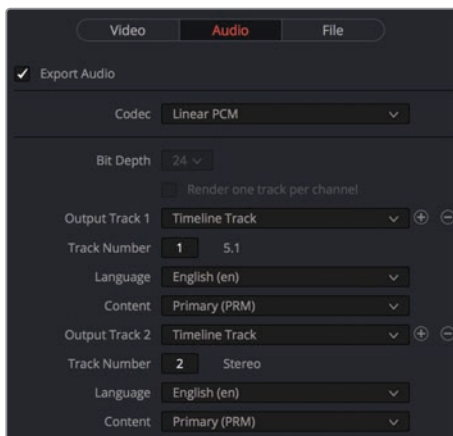 Video Audio File
Export Audio
Codec Linear PCM
Bit Depth 24
Render one track per channel
Output Track 1 Timeline Track
Track Number 1 5.1
Language English (en)
Content Primary (PRM)
Output Track 2 Timeline Track
Track Number 2 Stereo
Language English (en)
Content Primary (PRM)